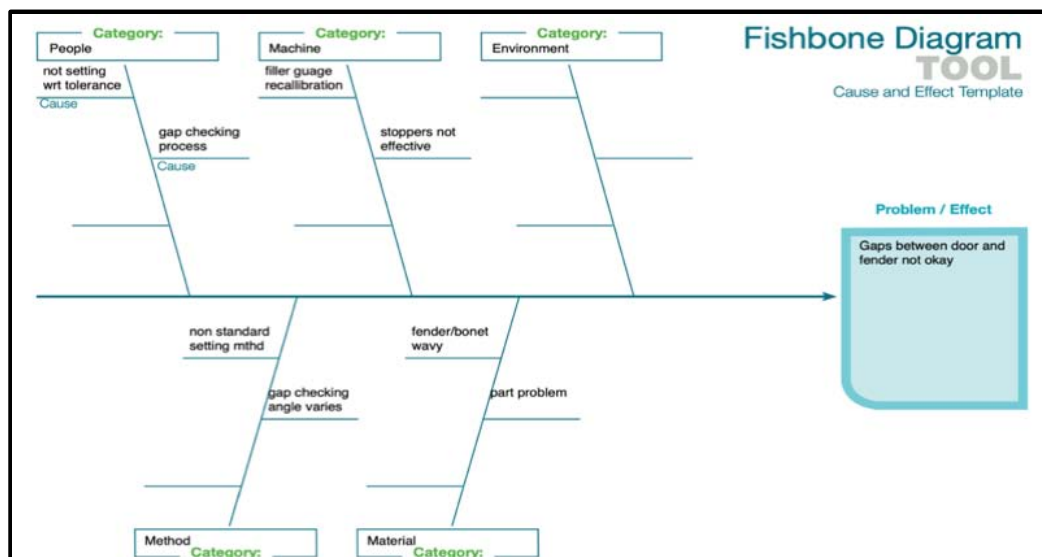 Category:
People
Category:
Machine
Category:
Environment
Fishbone Diagram
TOOL
Cause and Effect Template
not setting
wrt tolerance
Cause
gap checking
process
Cause
filler guage
recallibration
stoppers not
effective
Problem / Effect
Gaps between door and
fender not okay
non standard
setting mthd
gap checking
angle varies
fender/bonet
wavy
part problem
Method
Category:
Material
Category: